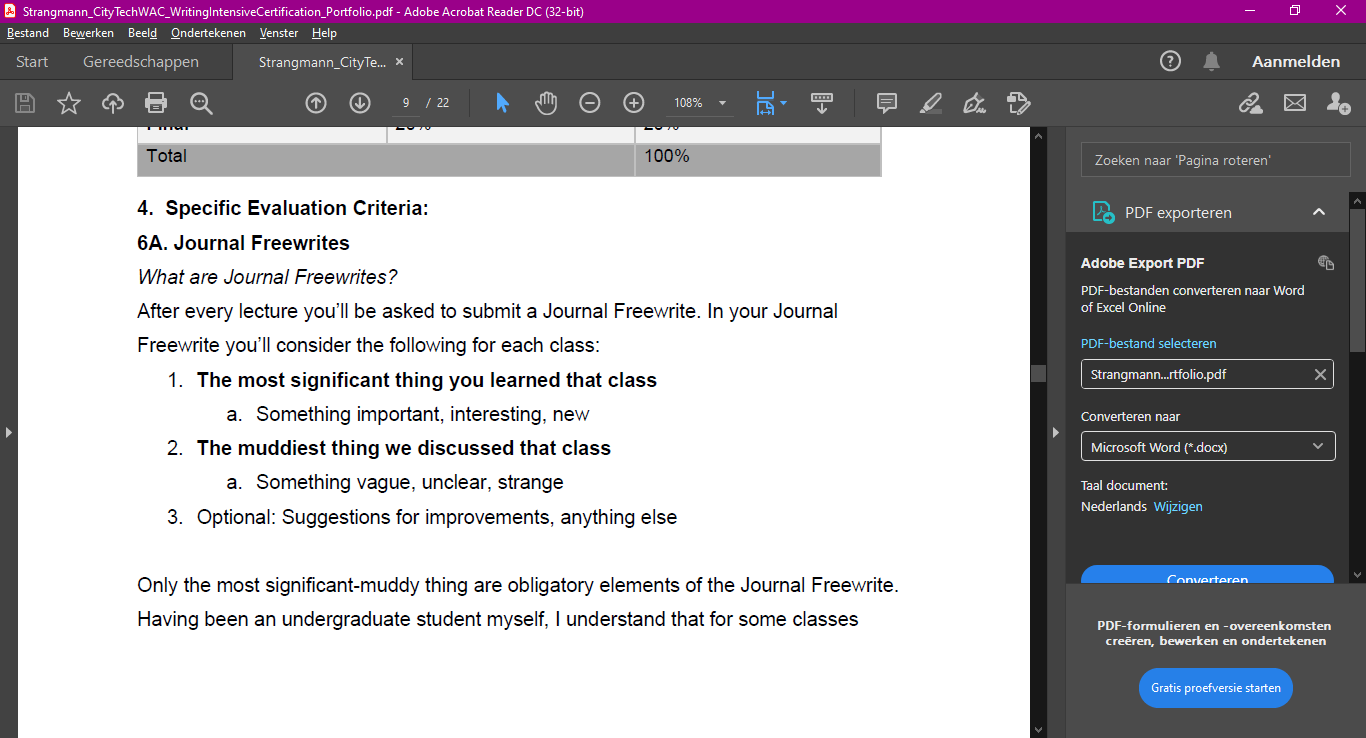 Strangmann_CityTechWAC_WritingIntensiveCertification_Portfolio.pdf - Adobe Acrobat Reader DC (32-bit)
Bestand Bewerken Beeld Ondertekenen Venster Help
Start Gereedschappen Strangmann_CityTe... × Aanmelden
9 / 22 108%
Total 100%
4. Specific Evaluation Criteria:
6A. Journal Freewrites
What are Journal Freewrites?
After every lecture you'll be asked to submit a Journal Freewrite. In your Journal
Freewrite you'll consider the following for each class:
1. The most significant thing you learned that class
a. Something important, interesting, new
2. The muddiest thing we discussed that class
a. Something vague, unclear, strange
3. Optional: Suggestions for improvements, anything else
Only the most significant-muddy thing are obligatory elements of the Journal Freewrite.
Having been an undergraduate student myself, I understand that for some classes
Zoeken naar 'Pagina roteren'
PDF exporteren
Adobe Export PDF
PDF-bestanden converteren naar Word
of Excel Online
PDF-bestand selecteren
Strangmann...rtfolio.pdf
Converteren naar
Microsoft Word (*.docx)
Taal document:
Nederlands Wijzigen
Converteren
PDF-formulieren en -overeenkomsten
creëren, bewerken en ondertekenen
Gratis proefversie starten